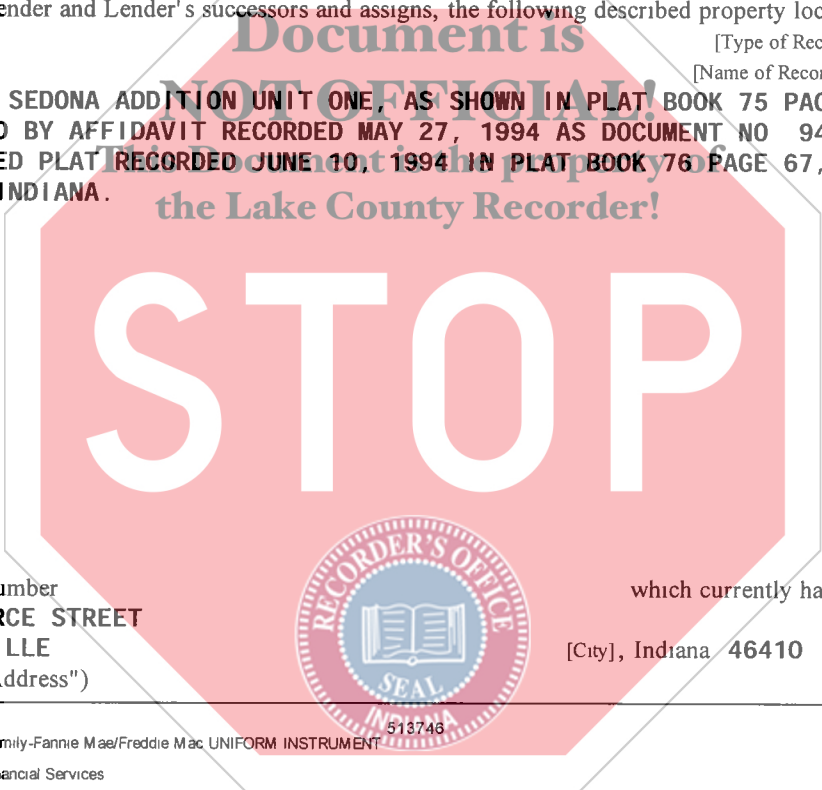 ender and Lender's successors and assigns, the following described property loc
Document is
[Type of Rec
NOT OFFICIAL!
[Name of Recor
SEDONA ADDITION UNIT ONE, AS SHOWN IN PLAT BOOK 75 PAG
D BY AFFIDAVIT RECORDED MAY 27, 1994 AS DOCUMENT NO 94
ED PLAT RECORDED JUNE 10, 1994 IN PLAT BOOK 76 PAGE 67,
This Document is the property of
INDIANA.
the Lake County Recorder!
STOP
RECORDER'S OFFICE
SEAL
INDIANA
umber
which currently ha
RCE STREET
LLE
[City], Indiana 46410
ddress")
513746
mily-Fannie Mae/Freddie Mac UNIFORM INSTRUMENT
ancial Services